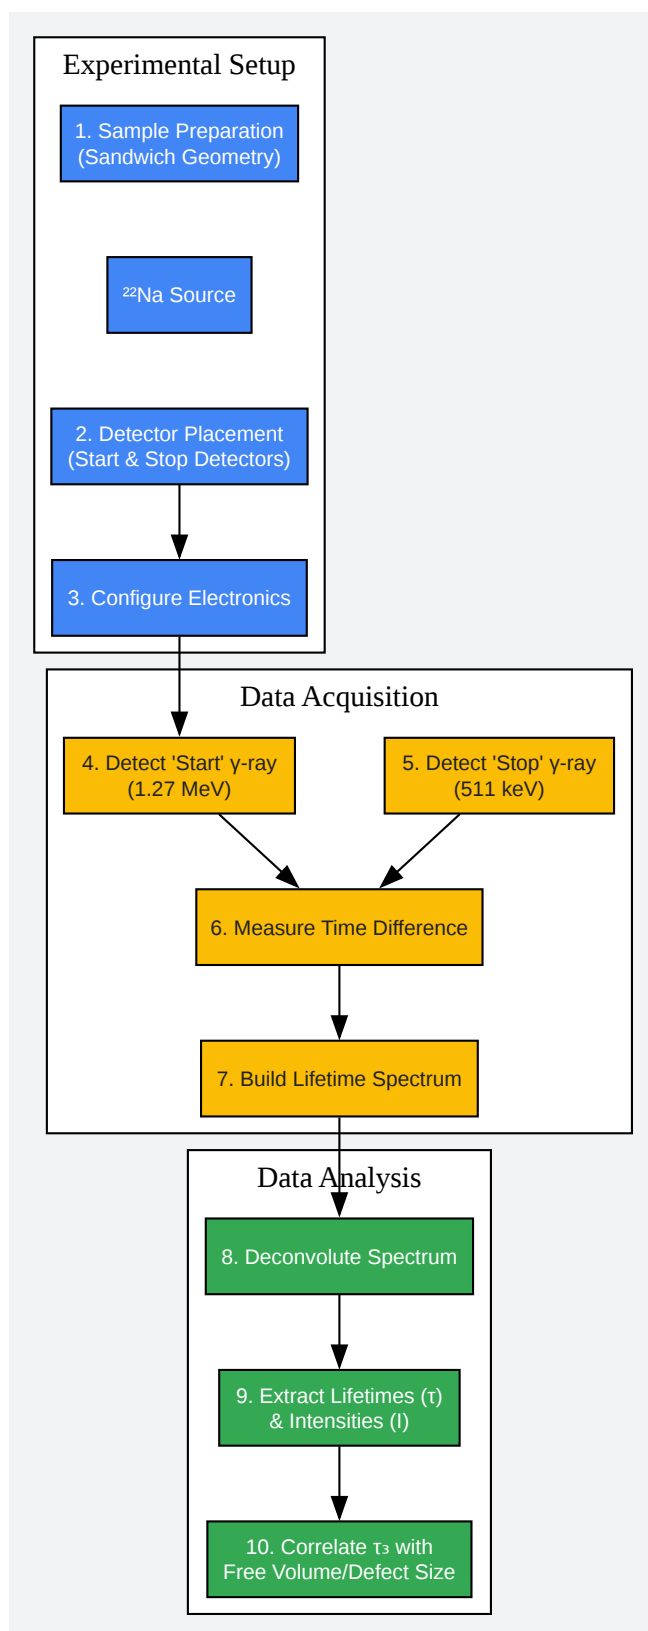 Experimental Setup
1. Sample Preparation
(Sandwich Geometry)
²²Na Source
2. Detector Placement
(Start & Stop Detectors)
3. Configure Electronics
Data Acquisition
4. Detect 'Start' γ-ray
(1.27 MeV)
5. Detect 'Stop' γ-ray
(511 keV)
6. Measure Time Difference
7. Build Lifetime Spectrum
Data Analysis
8. Deconvolute Spectrum
9. Extract Lifetimes (τ)
& Intensities (I)
10. Correlate τ₃ with
Free Volume/Defect Size